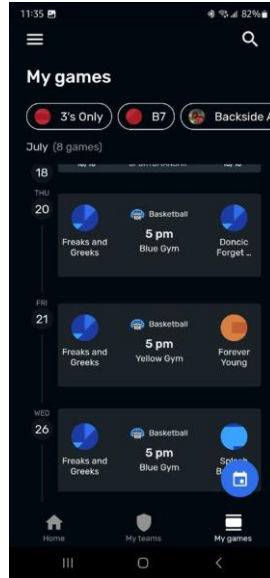 11:35
82%
My games
3's Only
B7
Backside A
July (8 games)
18
THU
20
Basketball
5 pm
Blue Gym
Freaks and
Greeks
Doncic
Forget ...
FRI
21
Basketball
5 pm
Yellow Gym
Freaks and
Greeks
Forever
Young
WED
26
Basketball
5 pm
Blue Gym
Freaks and
Greeks
Home
My teams
My games